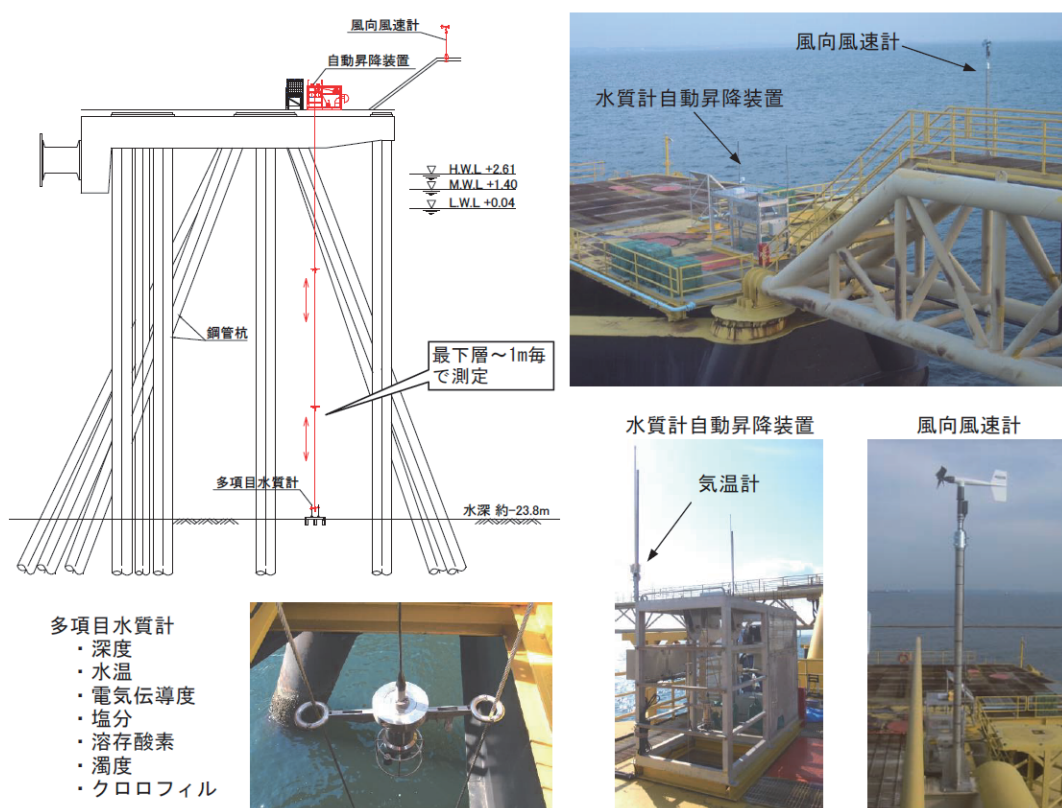 風向風速計
自動昇降装置
H.W.L +2.61
M.W.L +1.40
L.W.L +0.04
鋼管杭
最下層～1m毎
で測定
多項目水質計
水深 約-23.8m
風向風速計
水質計自動昇降装置
水質計自動昇降装置
気温計
風向風速計
多項目水質計
・深度
・水温
・電気伝導度
・塩分
・溶存酸素
・濁度
・クロロフィル